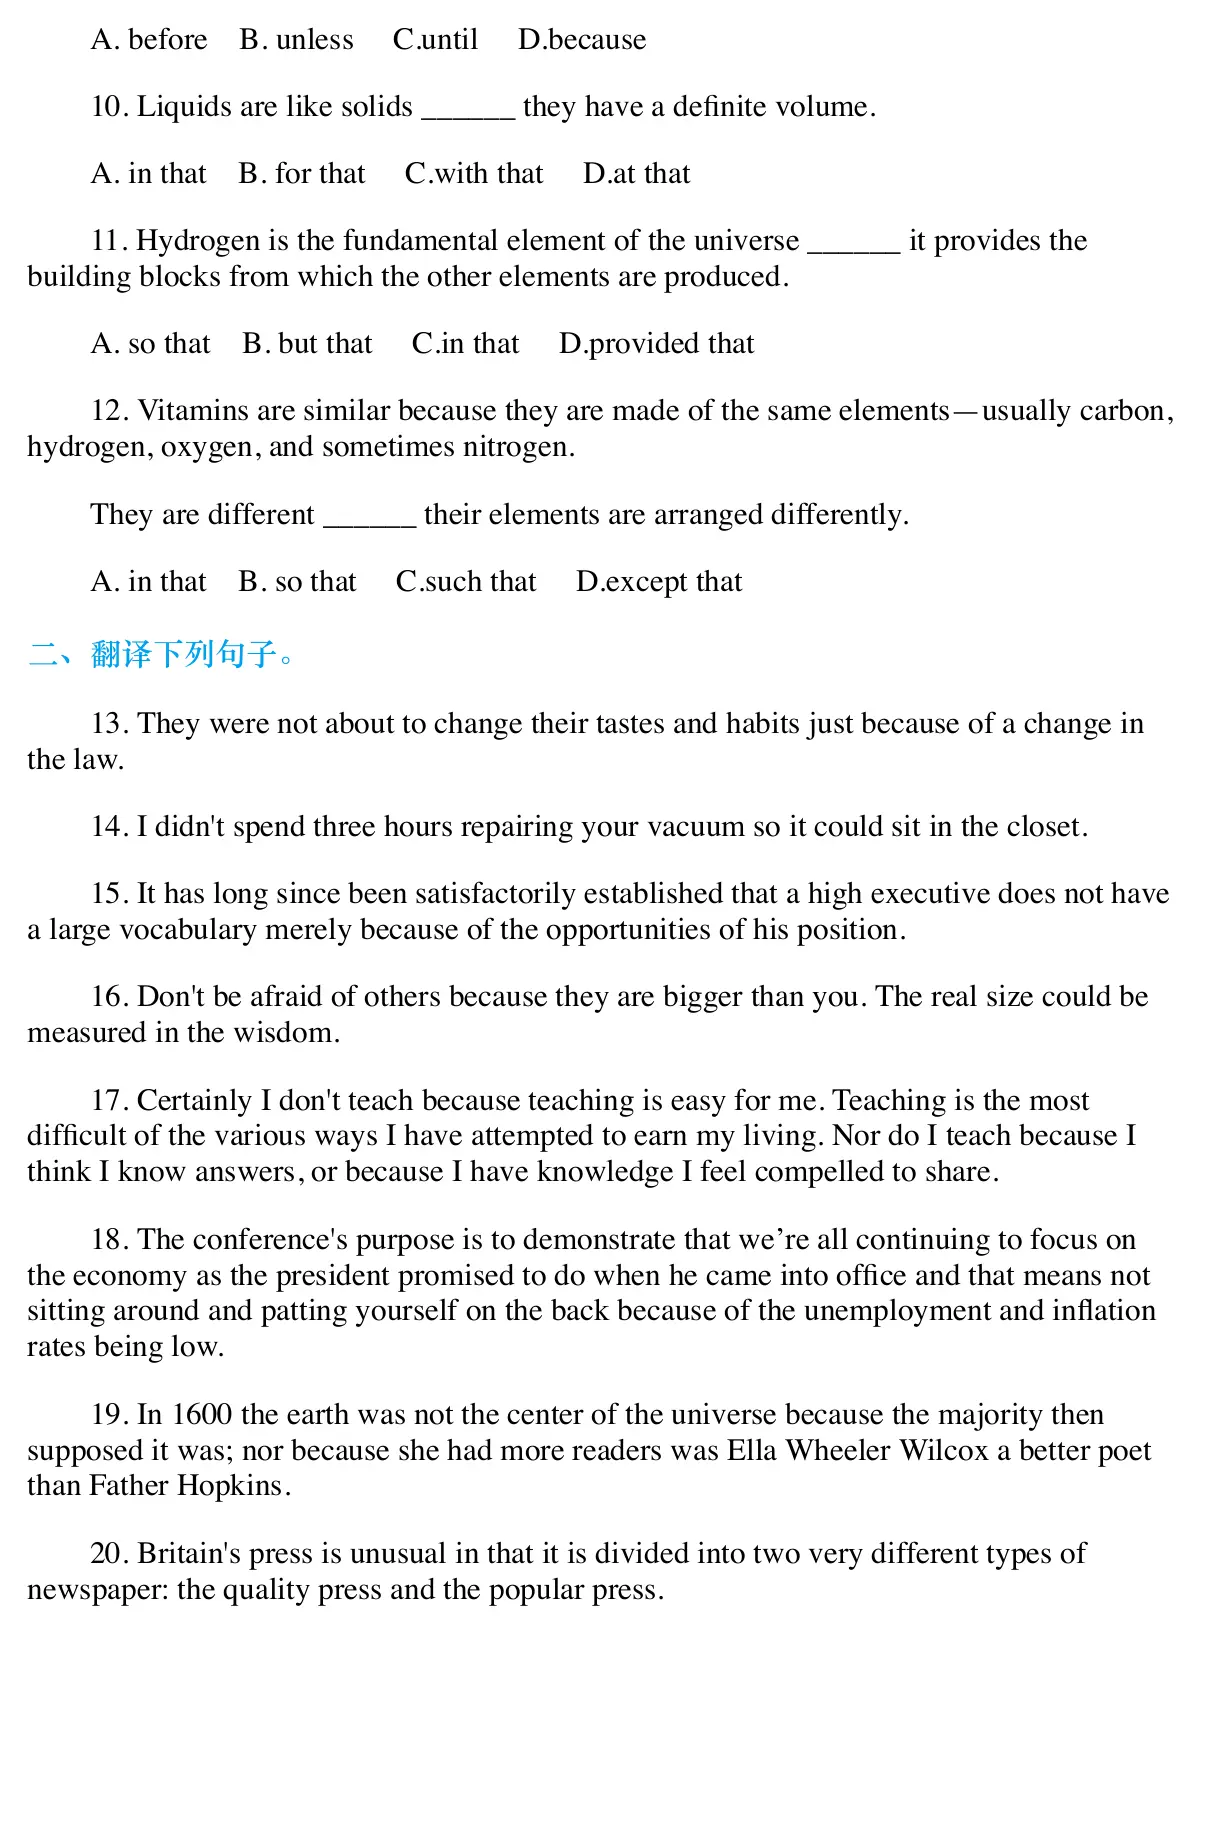 A. before B. unless C.until D.because
10. Liquids are like solids ______ they have a definite volume.
A. in that B. for that C.with that D.at that
11. Hydrogen is the fundamental element of the universe ______ it provides the
building blocks from which the other elements are produced.
A. so that B. but that C.in that D.provided that
12. Vitamins are similar because they are made of the same elements—usually carbon,
hydrogen, oxygen, and sometimes nitrogen.
They are different ______ their elements are arranged differently.
A. in that B. so that C.such that D.except that
二、翻译下列句子。
13. They were not about to change their tastes and habits just because of a change in
the law.
14. I didn't spend three hours repairing your vacuum so it could sit in the closet.
15. It has long since been satisfactorily established that a high executive does not have
a large vocabulary merely because of the opportunities of his position.
16. Don't be afraid of others because they are bigger than you. The real size could be
measured in the wisdom.
17. Certainly I don't teach because teaching is easy for me. Teaching is the most
difficult of the various ways I have attempted to earn my living. Nor do I teach because I
think I know answers, or because I have knowledge I feel compelled to share.
18. The conference's purpose is to demonstrate that we’re all continuing to focus on
the economy as the president promised to do when he came into office and that means not
sitting around and patting yourself on the back because of the unemployment and inflation
rates being low.
19. In 1600 the earth was not the center of the universe because the majority then
supposed it was; nor because she had more readers was Ella Wheeler Wilcox a better poet
than Father Hopkins.
20. Britain's press is unusual in that it is divided into two very different types of
newspaper: the quality press and the popular press.